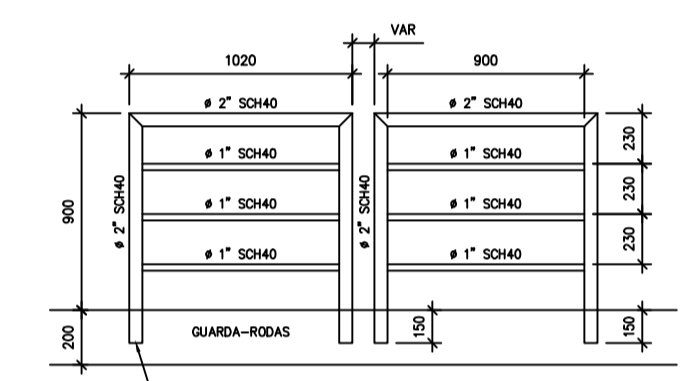 VAR
1020
900
ø 2" SCH40
ø 2" SCH40
ø 1" SCH40
ø 1" SCH40
230
ø 2" SCH40
ø 2" SCH40
900
ø 1" SCH40
ø 1" SCH40
230
ø 1" SCH40
ø 1" SCH40
230
200
GUARDA-RODAS
150
150